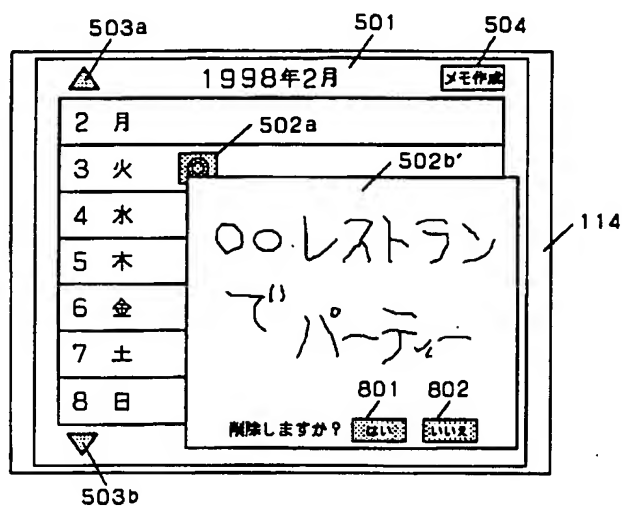 503a 501 504
1998年2月 メモ作成
2 月 502a
3 火 502b'
4 水 〇〇.レストラン
114
5 木
6 金 で パーティー
7 土
801 802
8 日 削除しますか? はい いいえ
503b